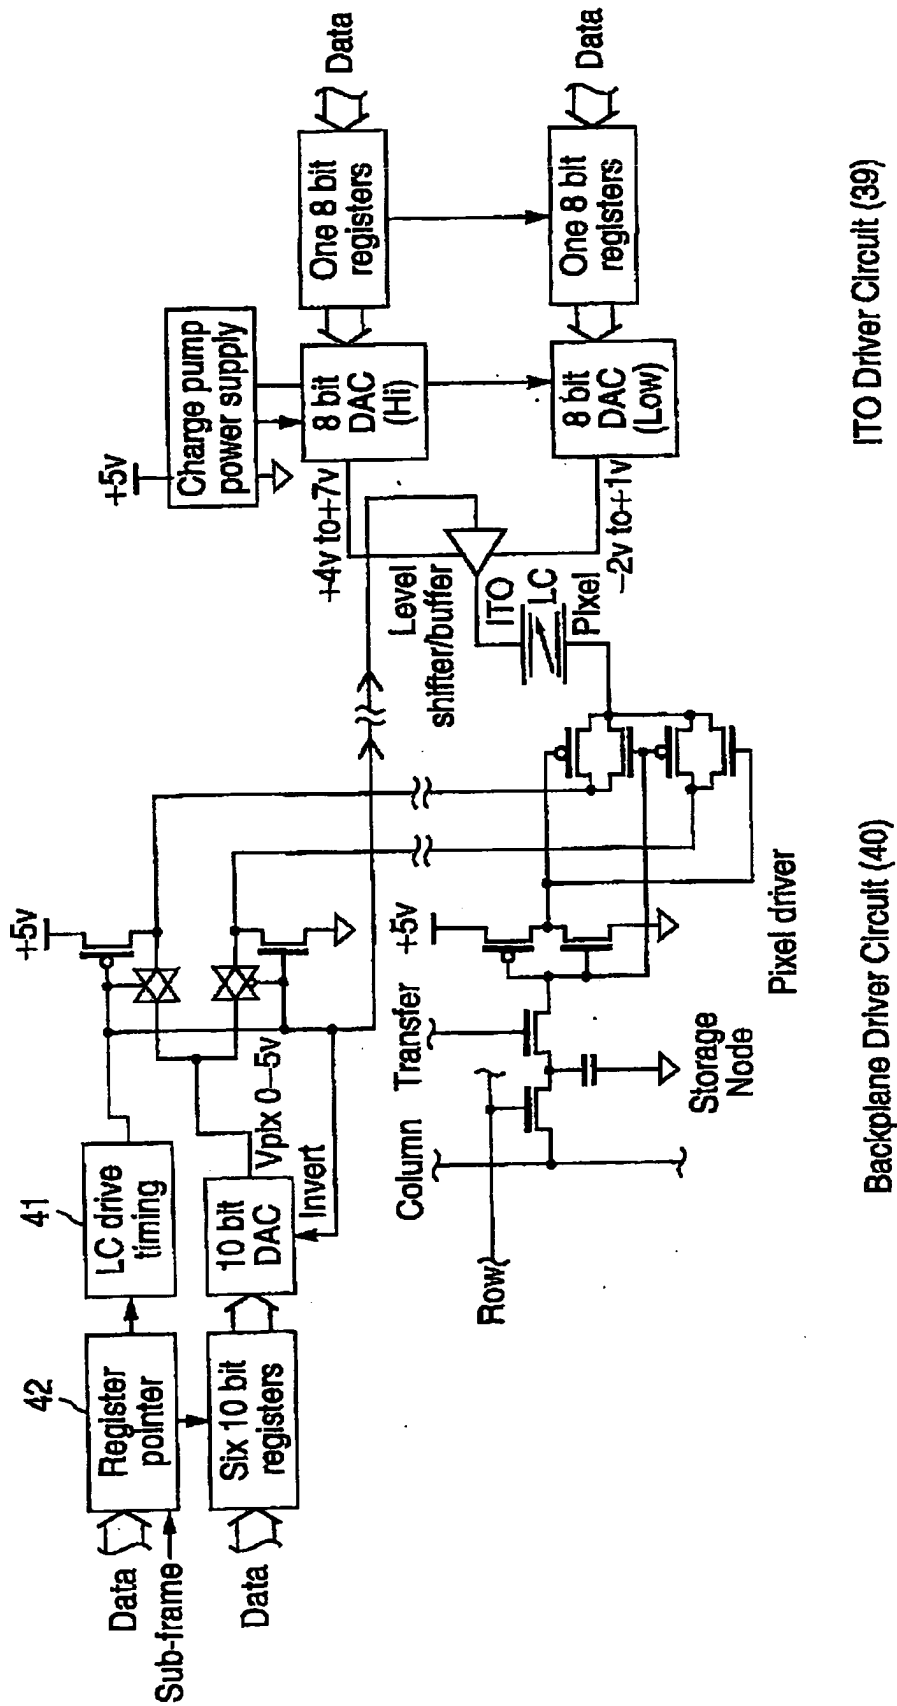 Data
Sub-frame
Data
42
Register
pointer
Six 10 bit
registers
41
LC drive
timing
10 bit
DAC
Vpix 0–5v
Invert
+5v
Row
Column
Transfer
+5v
Storage
Node
Pixel driver
Level
shifter/buffer
ITO
LC
Pixel
+4v to+7v
–2v to+1v
+5v
Charge pump
power supply
8 bit
DAC
(Hi)
8 bit
DAC
(Low)
One 8 bit
registers
One 8 bit
registers
Data
Data
Backplane Driver Circuit (40)
ITO Driver Circuit (39)